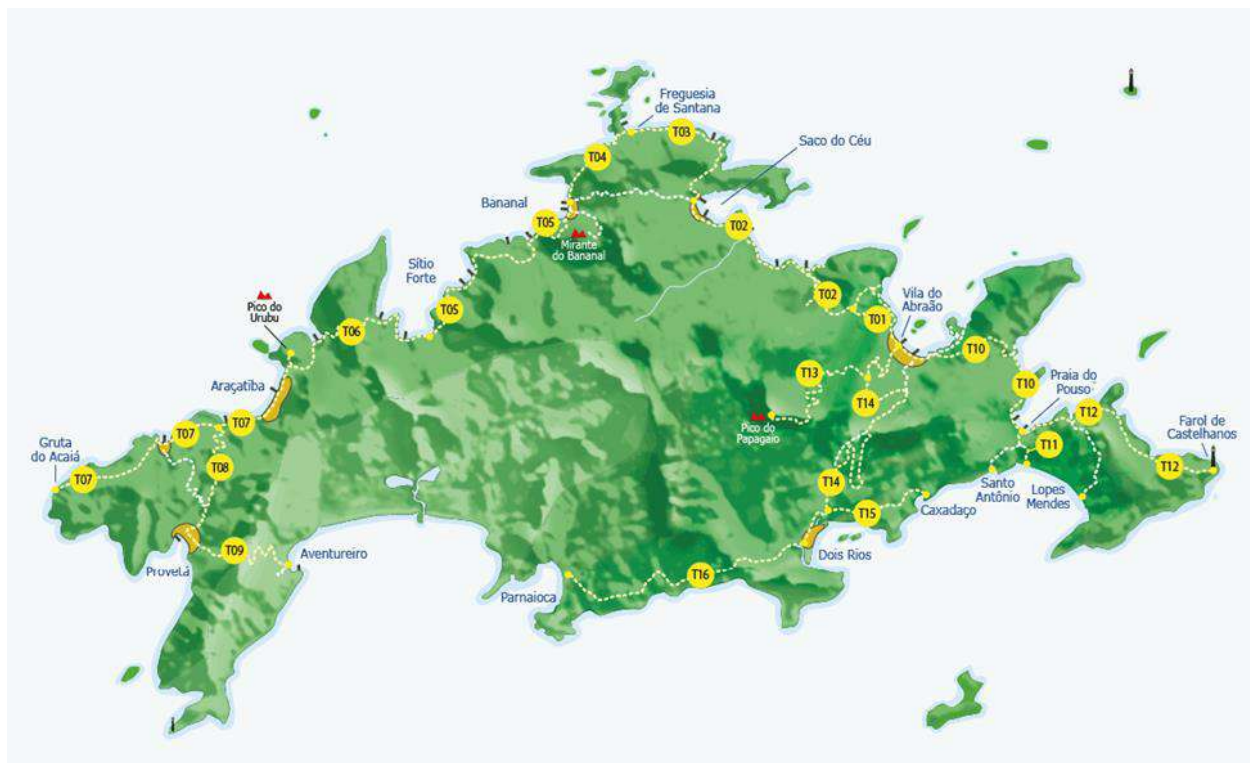 Freguesia
de Santana
T03
Saco do Céu
T04
Bananal
T05
T02
Mirante
do Bananal
Sítio
Forte
Pico do
Urubu
T05
T02
Vila do
Abraão
T01
T06
T10
Araçatiba
T13
T10
Praia do
Pouso
T14
T12
Pico do
Papagaio
Farol de
Castelhanos
T07
T07
Gruta
do Acaiá
T07
T08
T11
T12
T14
Santo
Antônio
Lopes
Mendes
Caxadaço
T15
Dois Rios
T09
Aventureiro
Provetá
T16
Parnaioca